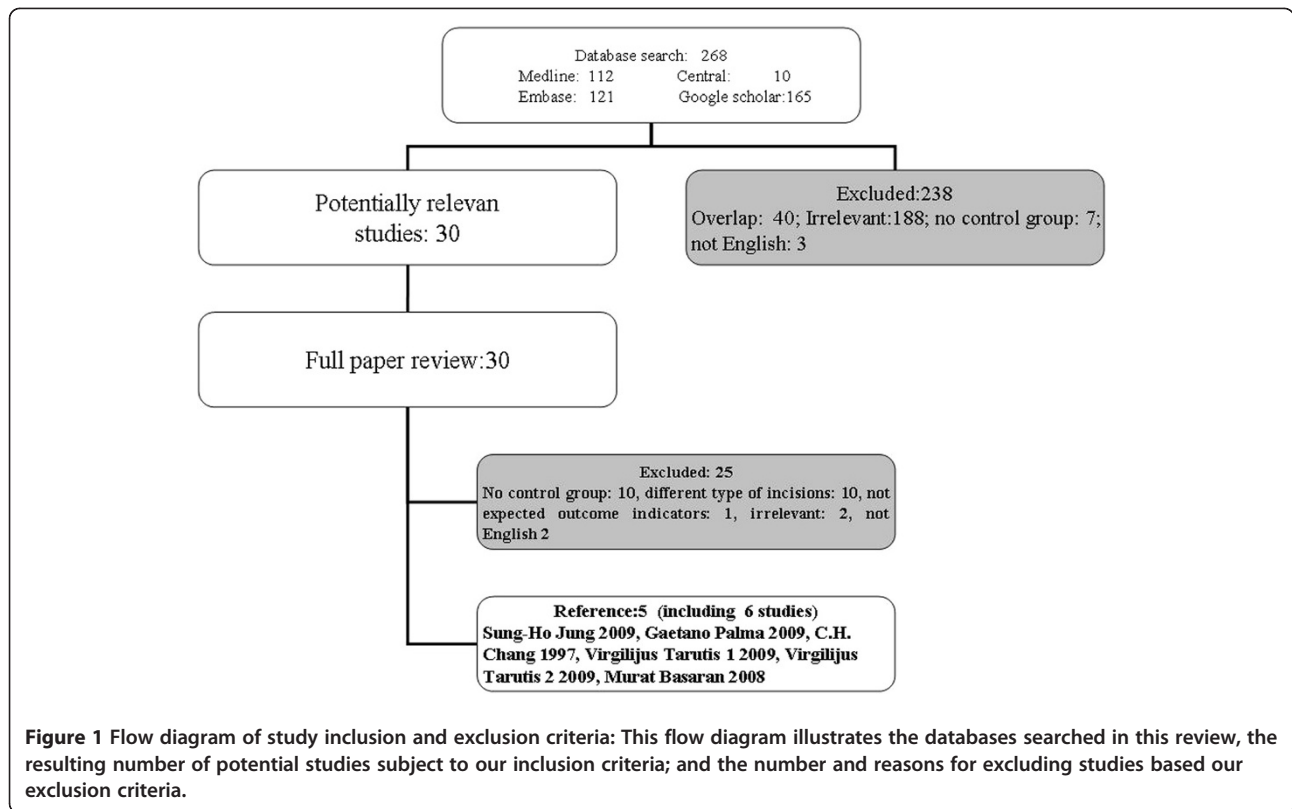 Database search: 268
Medline: 112 Central: 10
Embase: 121 Google scholar:165
Potentially relevan
studies: 30
Excluded:238
Overlap: 40; Irrelevant:188; no control group: 7;
not English: 3
Full paper review:30
Excluded: 25
No control group: 10, different type of incisions: 10, not
expected outcome indicators: 1, irrelevant: 2, not
English 2
Reference:5 (including 6 studies)
Sung-Ho Jung 2009, Gaetano Palma 2009, C.H.
Chang 1997, Virgilijus Tarutis 1 2009, Virgilijus
Tarutis 2 2009, Murat Basaran 2008
Figure 1 Flow diagram of study inclusion and exclusion criteria: This flow diagram illustrates the databases searched in this review, the
resulting number of potential studies subject to our inclusion criteria; and the number and reasons for excluding studies based our
exclusion criteria.